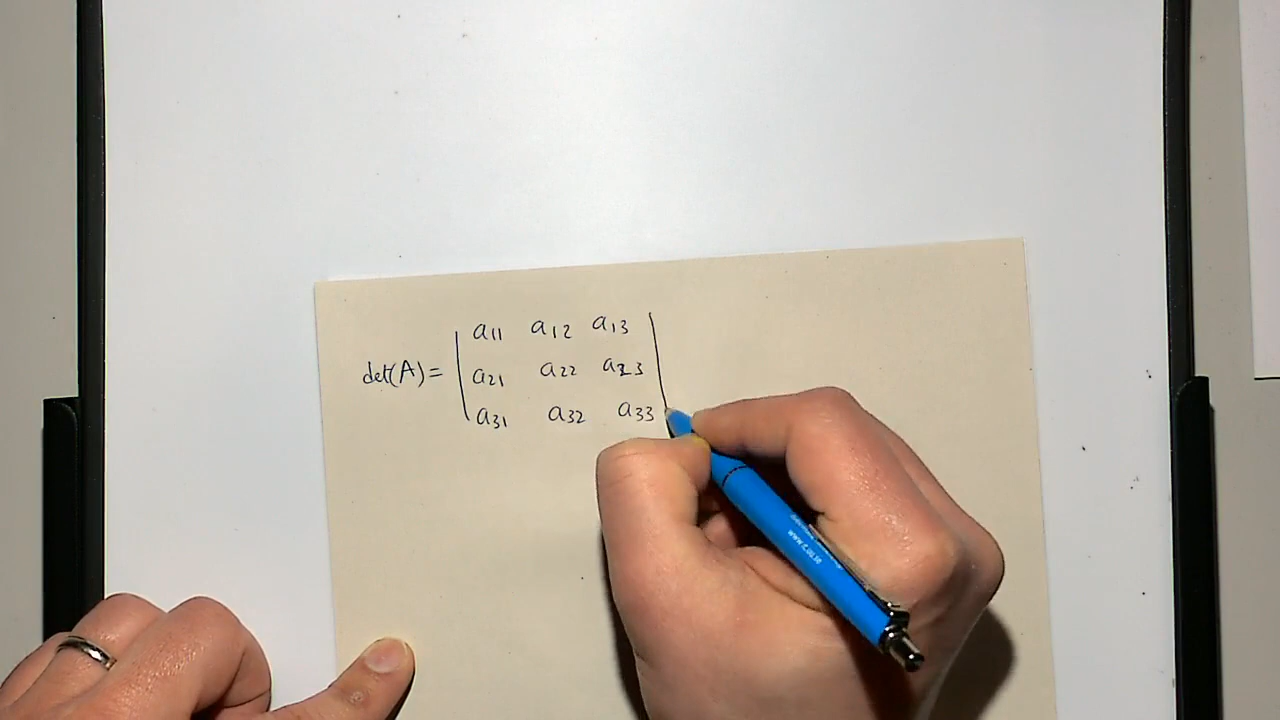 det(A)= | a11 a12 a13 |
| a21 a22 a23 |
| a31 a32 a33 |